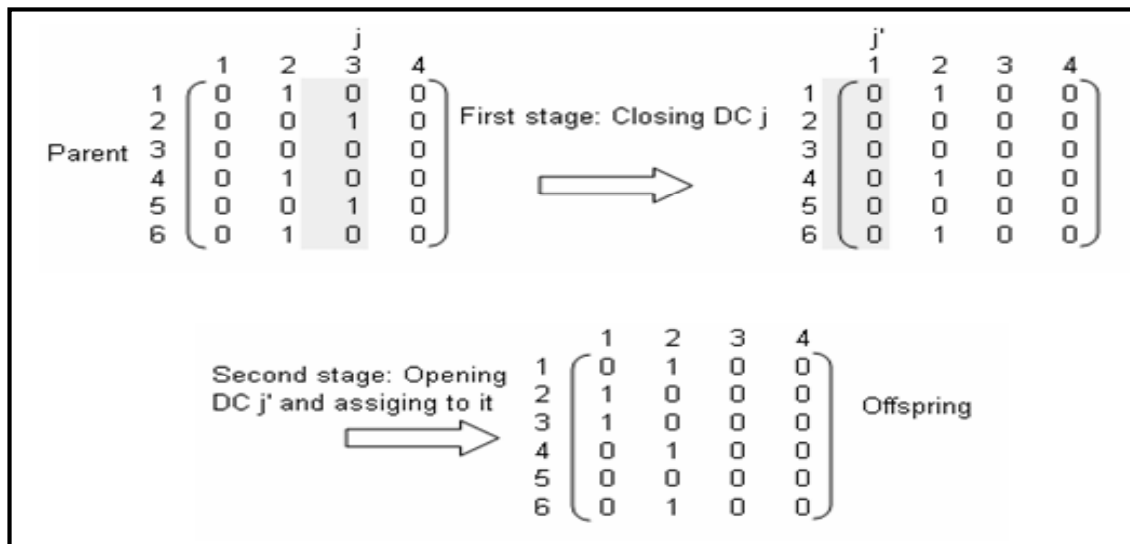 j
1 2 3 4
1 0 1 0 0
2 0 0 1 0
Parent 3 0 0 0 0
4 0 1 0 0
5 0 0 1 0
6 0 1 0 0
First stage: Closing DC j
j'
1 2 3 4
1 0 1 0 0
2 0 0 0 0
3 0 0 0 0
4 0 1 0 0
5 0 0 0 0
6 0 1 0 0
Second stage: Opening
DC j' and assiging to it
1 2 3 4
1 0 1 0 0
2 1 0 0 0
3 1 0 0 0
4 0 1 0 0
5 0 0 0 0
6 0 1 0 0
Offspring